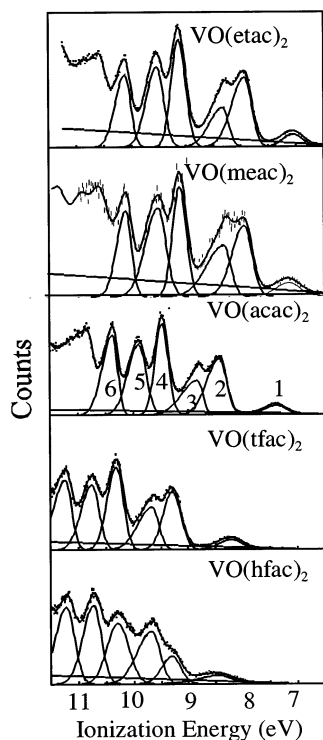 VO(etac)₂
VO(meac)₂
VO(acac)₂
6 5 4 3 2 1
VO(tfac)₂
VO(hfac)₂
Counts
11 10 9 8 7
Ionization Energy (eV)